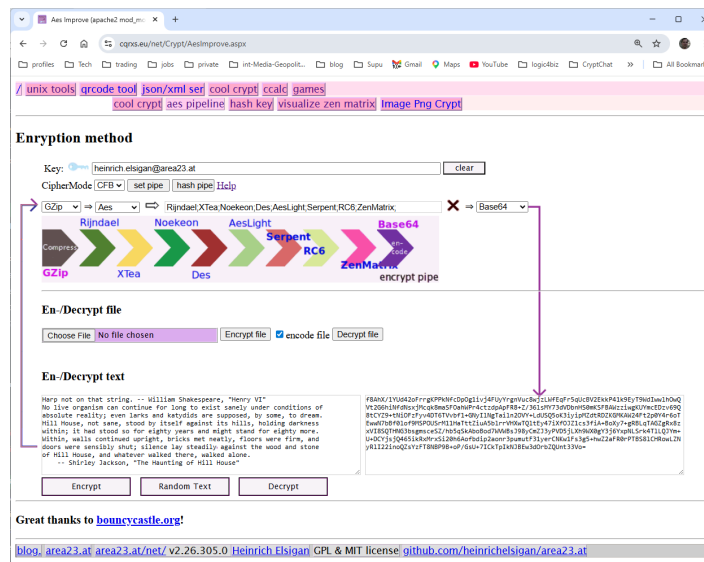 Aes Improve (apache2 mod_mo
cqrxs.eu/net/Crypt/AesImprove.aspx
profiles Tech trading jobs private int-Media-Geopolit... blog Supu Gmail Maps YouTube logic4biz CryptChat » All Bookmar
/ unix tools qrcode tool json/xml ser cool crypt ccalc games
cool crypt aes pipeline hash key visualize zen matrix Image Png Crypt
Enryption method
Key: heinrich.elsigan@area23.at clear
CipherMode CFB set pipe hash pipe Help
GZip ⇒ Aes ⇒ Rijndael;XTea;Noekeon;Des;AesLight;Serpent;RC6;ZenMatrix; ⇒ Base64
Rijndael Noekeon AesLight Base64
Serpent
Compress RC6 en-code
ZenMatrix
GZip XTea Des encrypt pipe
En-/Decrypt file
Choose File No file chosen Encrypt file encode file Decrypt file
En-/Decrypt text
Harp not on that string. -- William Shakespeare, "Henry VI"
No live organism can continue for long to exist sanely under conditions of
absolute reality; even larks and katydids are supposed, by some, to dream.
Hill House, not sane, stood by itself against its hills, holding darkness
within; it had stood so for eighty years and might stand for eighty more.
Within, walls continued upright, bricks met neatly, floors were firm, and
doors were sensibly shut; silence lay steadily against the wood and stone
of Hill House, and whatever walked there, walked alone.
-- Shirley Jackson, "The Haunting of Hill House"
Encrypt Random Text Decrypt
Great thanks to bouncycastle.org!
blog. area23.at area23.at/net/ v2.26.305.0 Heinrich Elsigan GPL & MIT license github.com/heinrichelsigan/area23.at